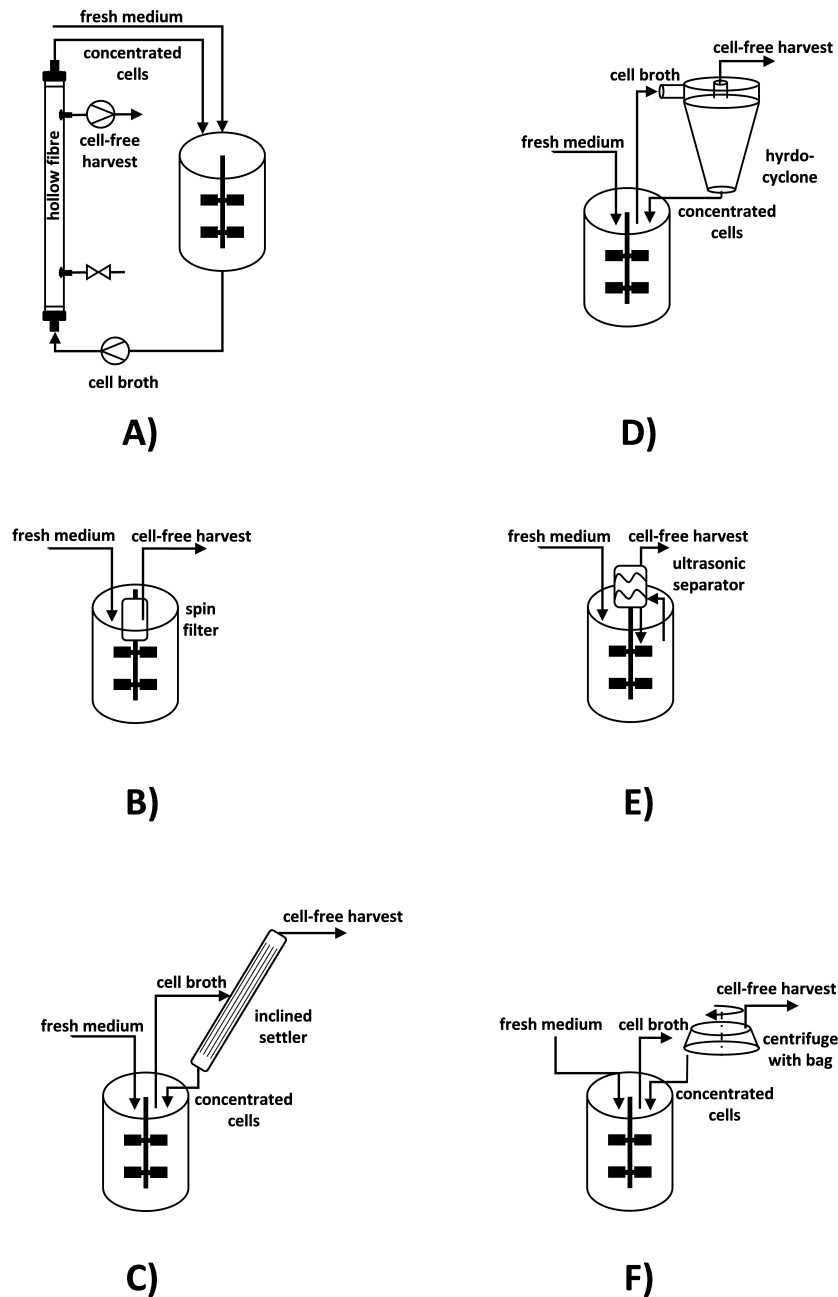 fresh medium
concentrated
cells
cell-free
harvest
hollow fibre
cell broth
A)
cell-free harvest
cell broth
fresh medium
hyrdo-
cyclone
concentrated
cells
D)
fresh medium
cell-free harvest
spin
filter
B)
fresh medium
cell-free harvest
ultrasonic
separator
E)
cell-free harvest
cell broth
inclined
settler
fresh medium
concentrated
cells
C)
cell-free harvest
fresh medium
cell broth
centrifuge
with bag
concentrated
cells
F)